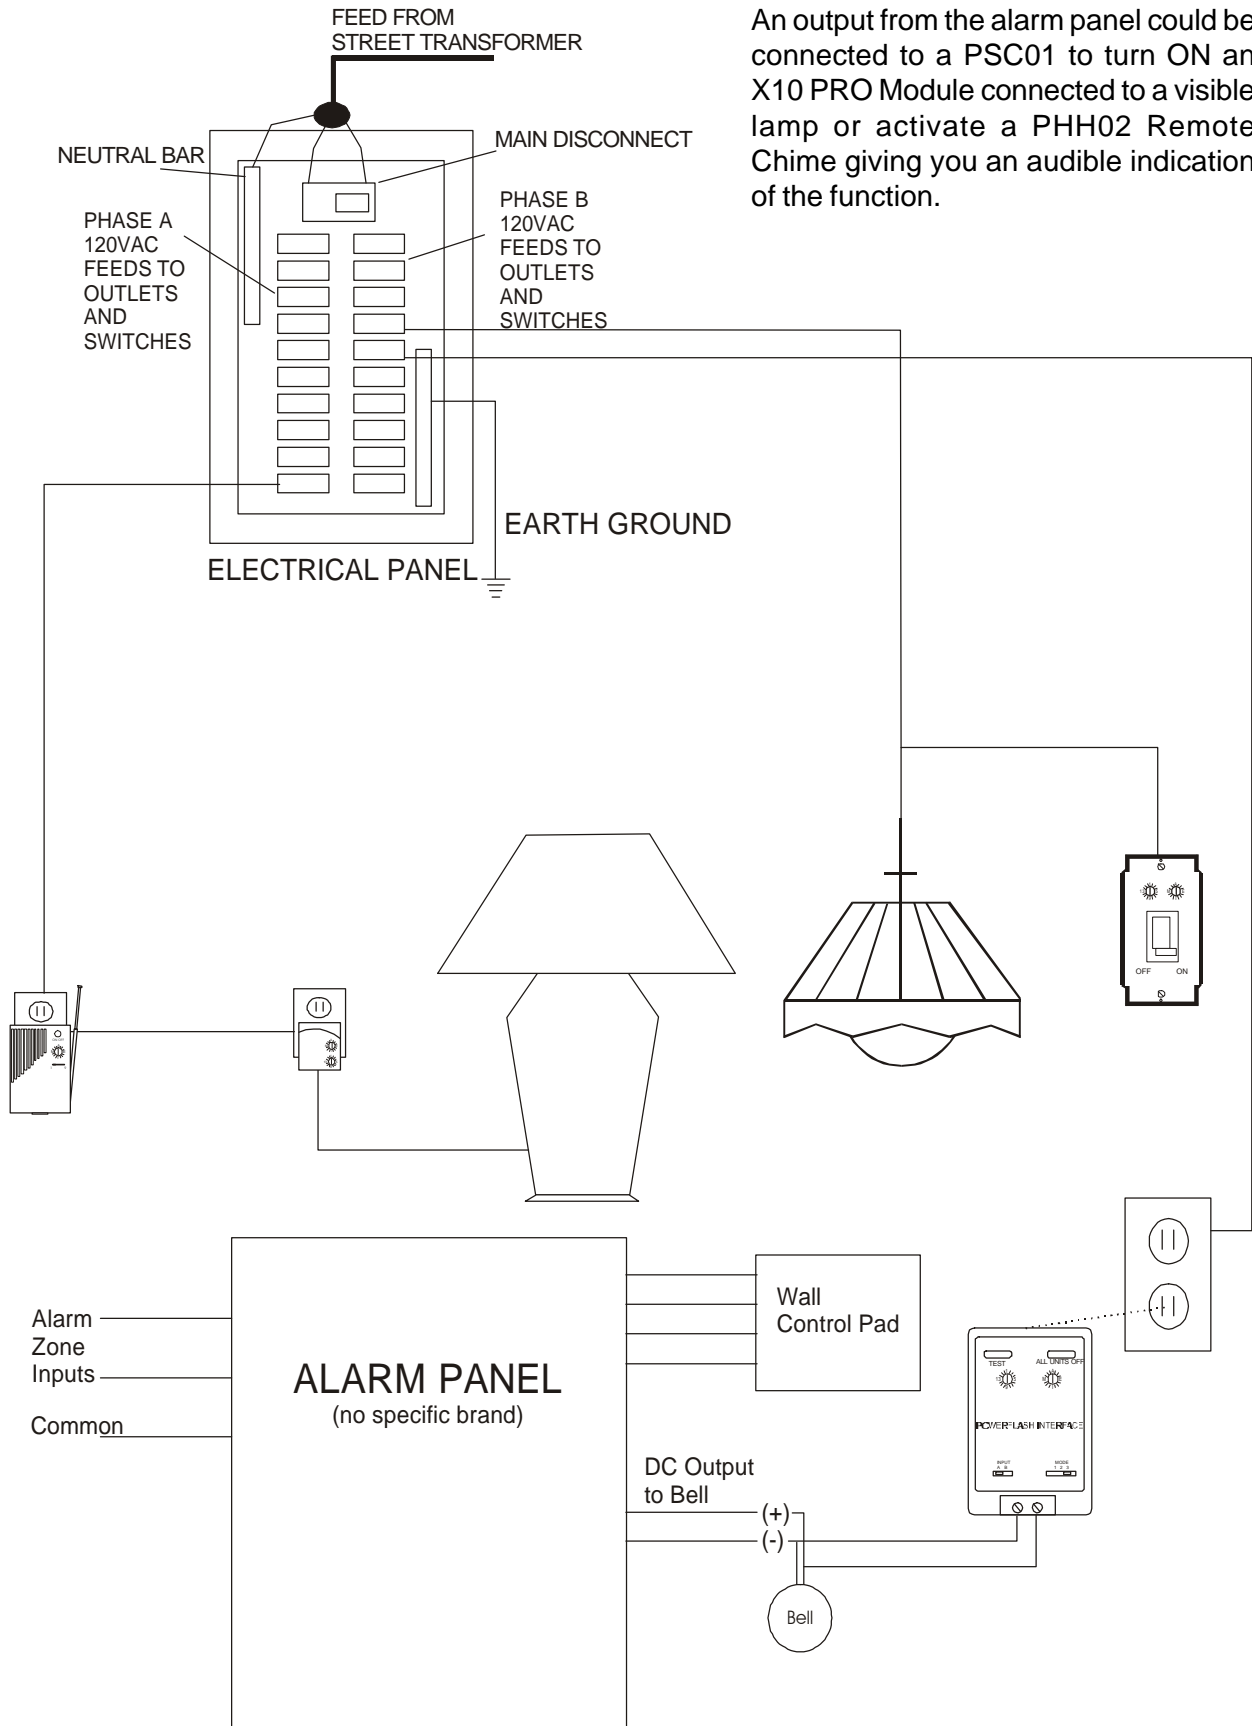 FEED FROM
STREET TRANSFORMER
An output from the alarm panel could be
connected to a PSC01 to turn ON an
X10 PRO Module connected to a visible
lamp or activate a PHH02 Remote
Chime giving you an audible indication
of the function.
NEUTRAL BAR
MAIN DISCONNECT
PHASE A
120VAC
FEEDS TO
OUTLETS
AND
SWITCHES
PHASE B
120VAC
FEEDS TO
OUTLETS
AND
SWITCHES
EARTH GROUND
ELECTRICAL PANEL
OFF ON
Alarm
Zone
Inputs
Common
ALARM PANEL
(no specific brand)
Wall
Control Pad
DC Output
to Bell
(+)
(-)
Bell
TEST ALL UNITS OFF
POWERFLASH INTERFACE
INPUT MODE
A B 1 2 3